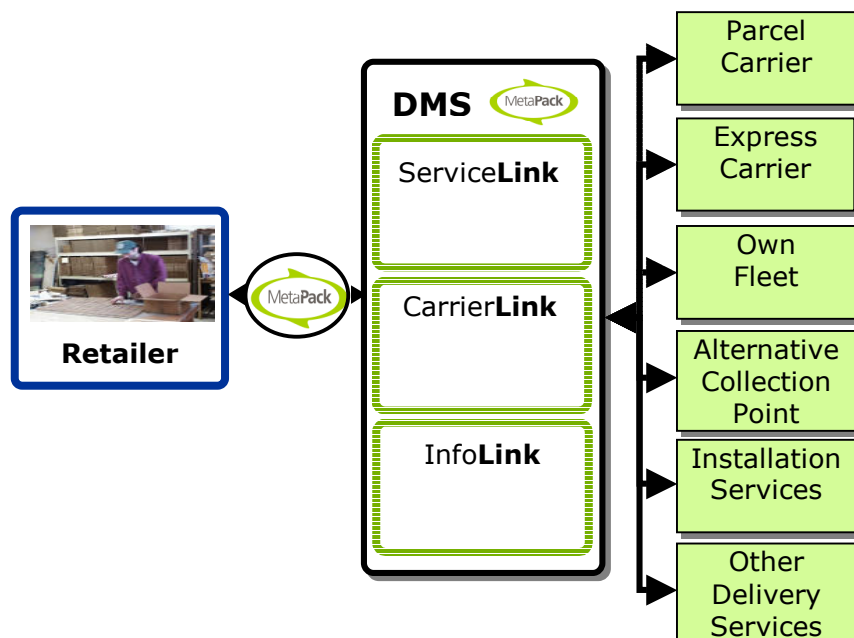 Retailer
MetaPack
DMS
MetaPack
ServiceLink
CarrierLink
InfoLink
Parcel
Carrier
Express
Carrier
Own
Fleet
Alternative
Collection
Point
Installation
Services
Other
Delivery
Services